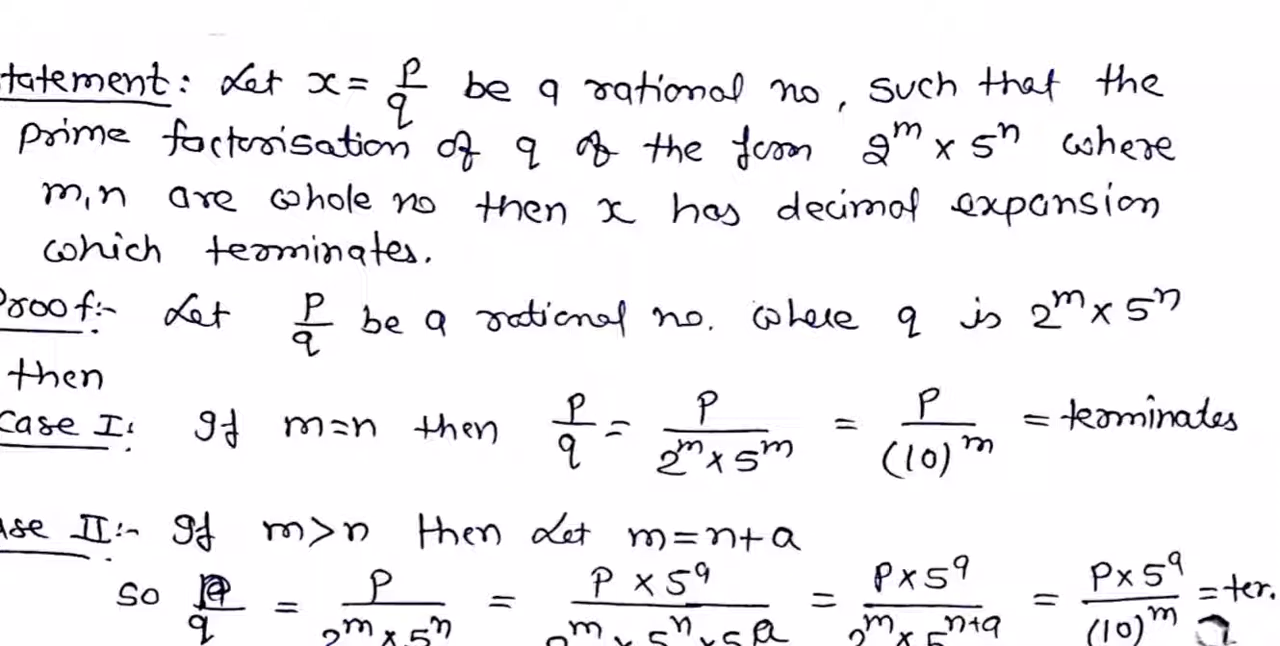 tatement: Let x = p/q be a rational no, such that the
prime factorisation of q of the form 2^m × 5^n where
m,n are whole no then x has decimal expansion
which terminates.
Proof:- Let p/q be a rational no. where q is 2^m × 5^n
then
Case I: If m=n then p/q = p/(2^m × 5^m) = p/(10)^m = terminates
ase II:- If m>n then Let m=n+a
So p/q = p/(2^m × 5^n) = (p × 5^a)/(2^m × 5^n × 5^a) = (p × 5^a)/(2^m × 5^(n+a)) = (p × 5^a)/(10)^m = ter.